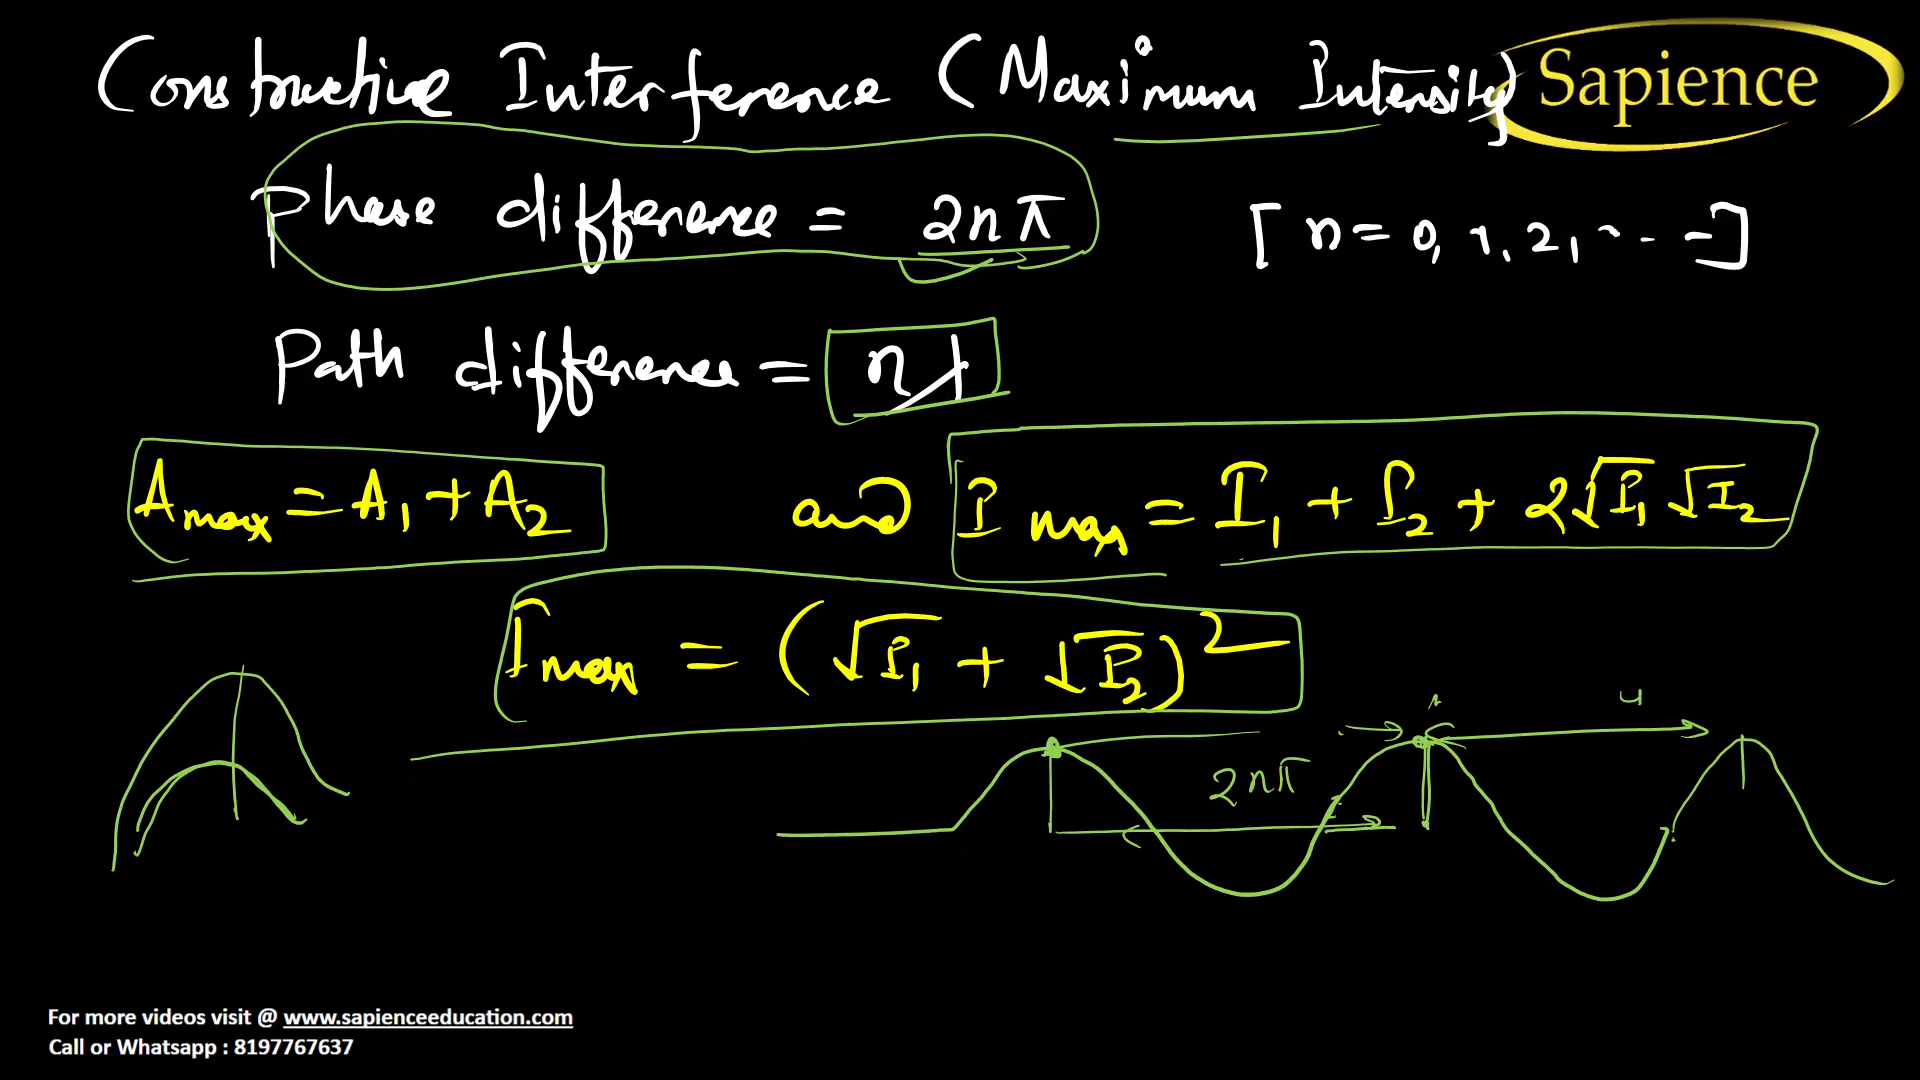 Constructive Interference (Maximum Intensity)
Sapience
Phase difference = 2nπ [n = 0, 1, 2, ---]
Path difference = nλ
Amax = A₁ + A₂ and Imax = I₁ + I₂ + 2√I₁ √I₂
Imax = (√I₁ + √I₂)²
2nπ
For more videos visit @ www.sapienceeducation.com
Call or Whatsapp : 8197767637